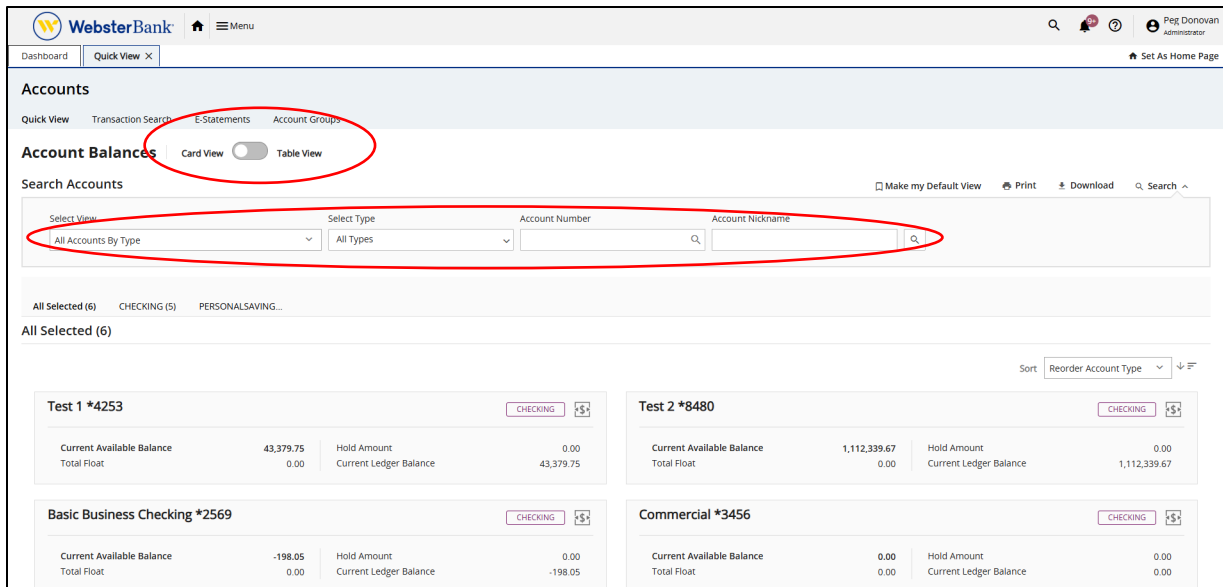 WebsterBank Menu 9+ Peg Donovan
Administrator
Dashboard Quick View Set As Home Page
Accounts
Quick View Transaction Search E-Statements Account Groups
Account Balances Card View Table View
Search Accounts Make my Default View Print Download Search
Select View Select Type Account Number Account Nickname
All Accounts By Type All Types
All Selected (6) CHECKING (5) PERSONALSAVING...
All Selected (6)
Sort Reorder Account Type
Test 1 *4253 CHECKING
Current Available Balance 43,379.75 Hold Amount 0.00
Total Float 0.00 Current Ledger Balance 43,379.75
Test 2 *8480 CHECKING
Current Available Balance 1,112,339.67 Hold Amount 0.00
Total Float 0.00 Current Ledger Balance 1,112,339.67
Basic Business Checking *2569 CHECKING
Current Available Balance -198.05 Hold Amount 0.00
Total Float 0.00 Current Ledger Balance -198.05
Commercial *3456 CHECKING
Current Available Balance 0.00 Hold Amount 0.00
Total Float 0.00 Current Ledger Balance 0.00